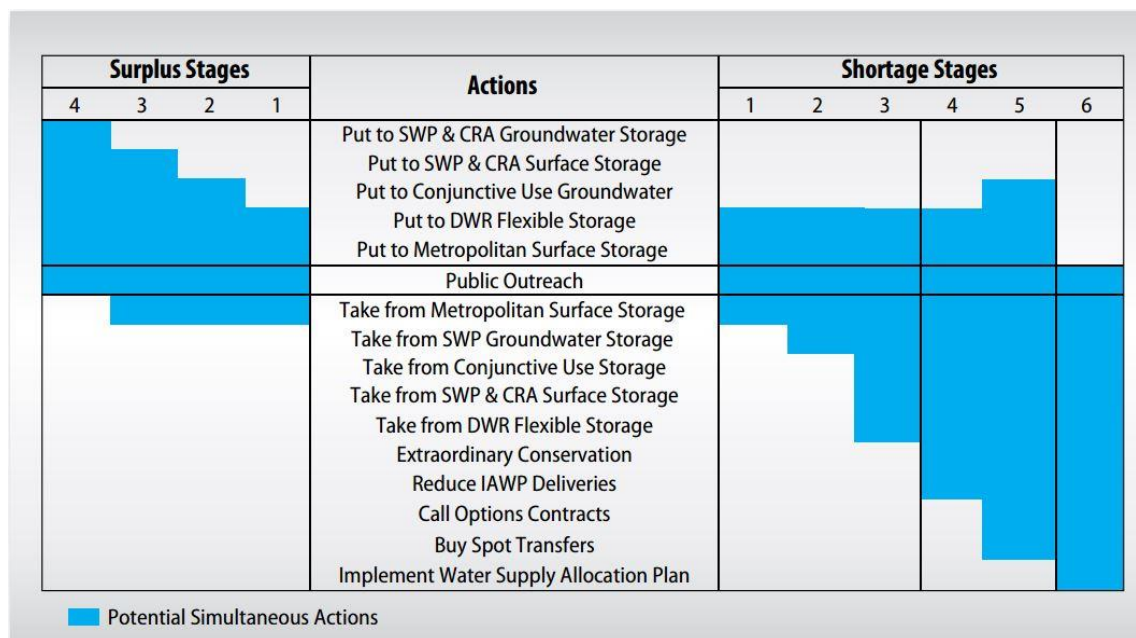 Surplus Stages Actions Shortage Stages
4 3 2 1 1 2 3 4 5 6
Put to SWP & CRA Groundwater Storage
Put to SWP & CRA Surface Storage
Put to Conjunctive Use Groundwater
Put to DWR Flexible Storage
Put to Metropolitan Surface Storage
Public Outreach
Take from Metropolitan Surface Storage
Take from SWP Groundwater Storage
Take from Conjunctive Use Storage
Take from SWP & CRA Surface Storage
Take from DWR Flexible Storage
Extraordinary Conservation
Reduce IAWP Deliveries
Call Options Contracts
Buy Spot Transfers
Implement Water Supply Allocation Plan
Potential Simultaneous Actions